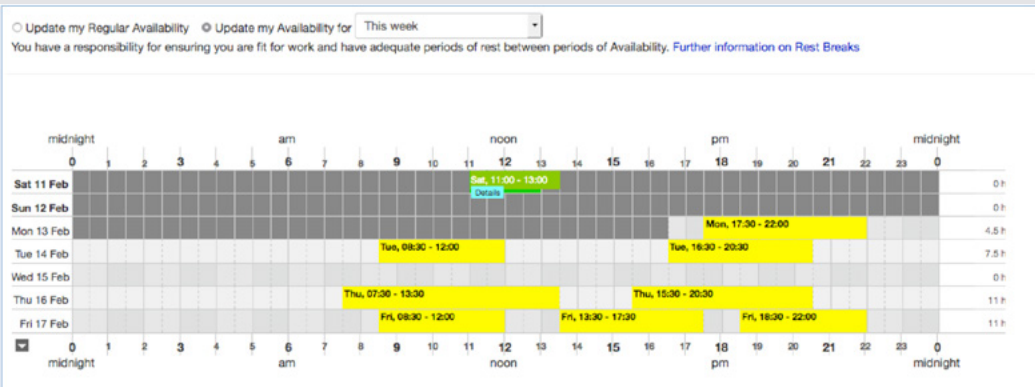 Update my Regular Availability Update my Availability for This week
You have a responsibility for ensuring you are fit for work and have adequate periods of rest between periods of Availability. Further information on Rest Breaks
midnight am noon pm midnight
0 1 2 3 4 5 6 7 8 9 10 11 12 13 14 15 16 17 18 19 20 21 22 23 0
Sat 11 Feb Sat, 11:00 - 13:00 0 h
Details
Sun 12 Feb 0 h
Mon 13 Feb Mon, 17:30 - 22:00 4.5 h
Tue 14 Feb Tue, 08:30 - 12:00 Tue, 16:30 - 20:30 7.5 h
Wed 15 Feb 0 h
Thu 16 Feb Thu, 07:30 - 13:30 Thu, 15:30 - 20:30 11 h
Fri 17 Feb Fri, 08:30 - 12:00 Fri, 13:30 - 17:30 Fri, 18:30 - 22:00 11 h
0 1 2 3 4 5 6 7 8 9 10 11 12 13 14 15 16 17 18 19 20 21 22 23 0
midnight am noon pm midnight